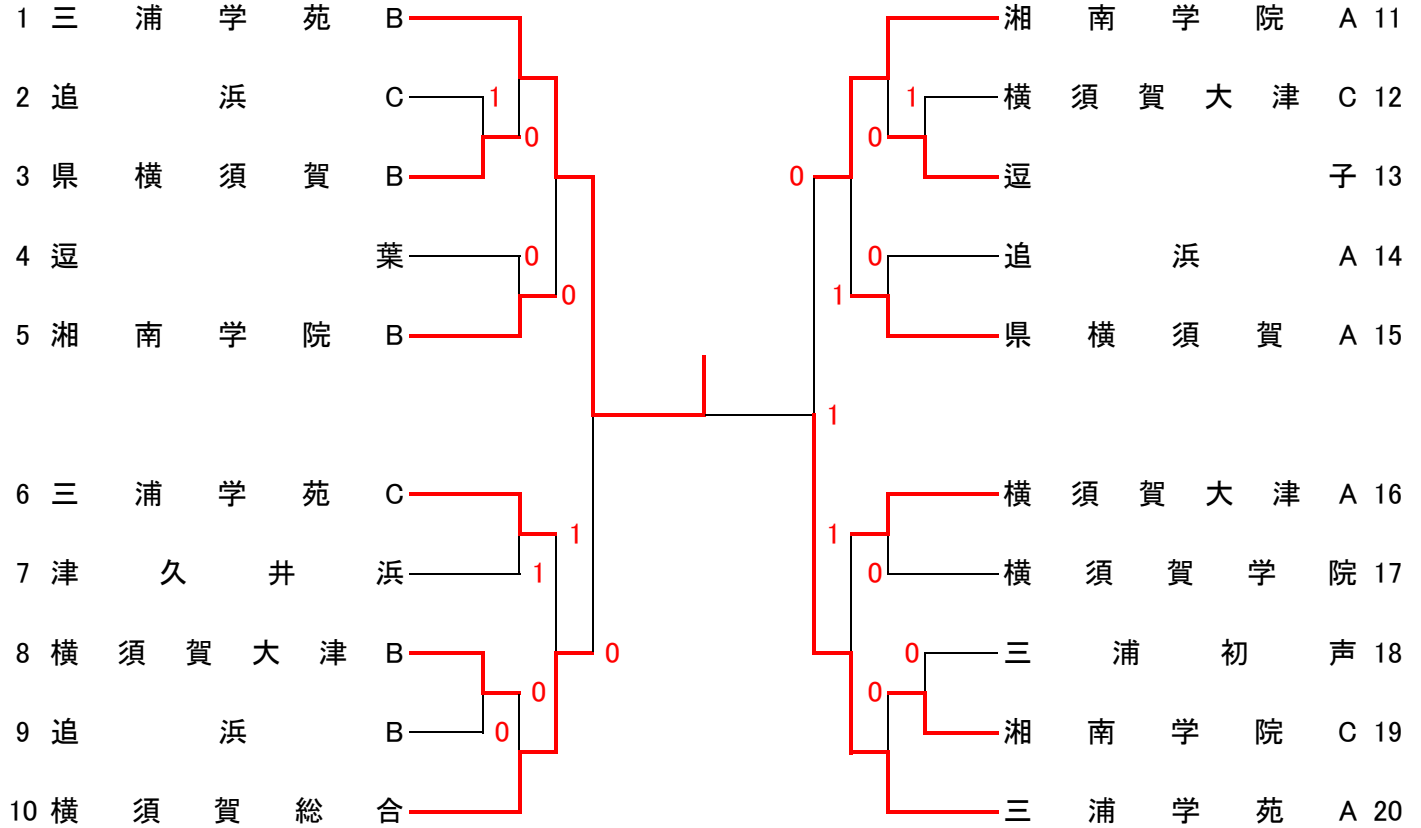 1 三浦学苑 B
湘南学院 A 11
2 追浜 C
1
1
横須賀大津 C 12
0
0
3 県横須賀 B
0
逗子 13
4 逗葉
0
0
追浜 A 14
0
1
5 湘南学院 B
県横須賀 A 15
1
6 三浦学苑 C
横須賀大津 A 16
1
1
7 津久井浜
1
0
横須賀学院 17
8 横須賀大津 B
0
0
三浦初声 18
0
0
9 追浜 B
0
湘南学院 C 19
10 横須賀総合
三浦学苑 A 20